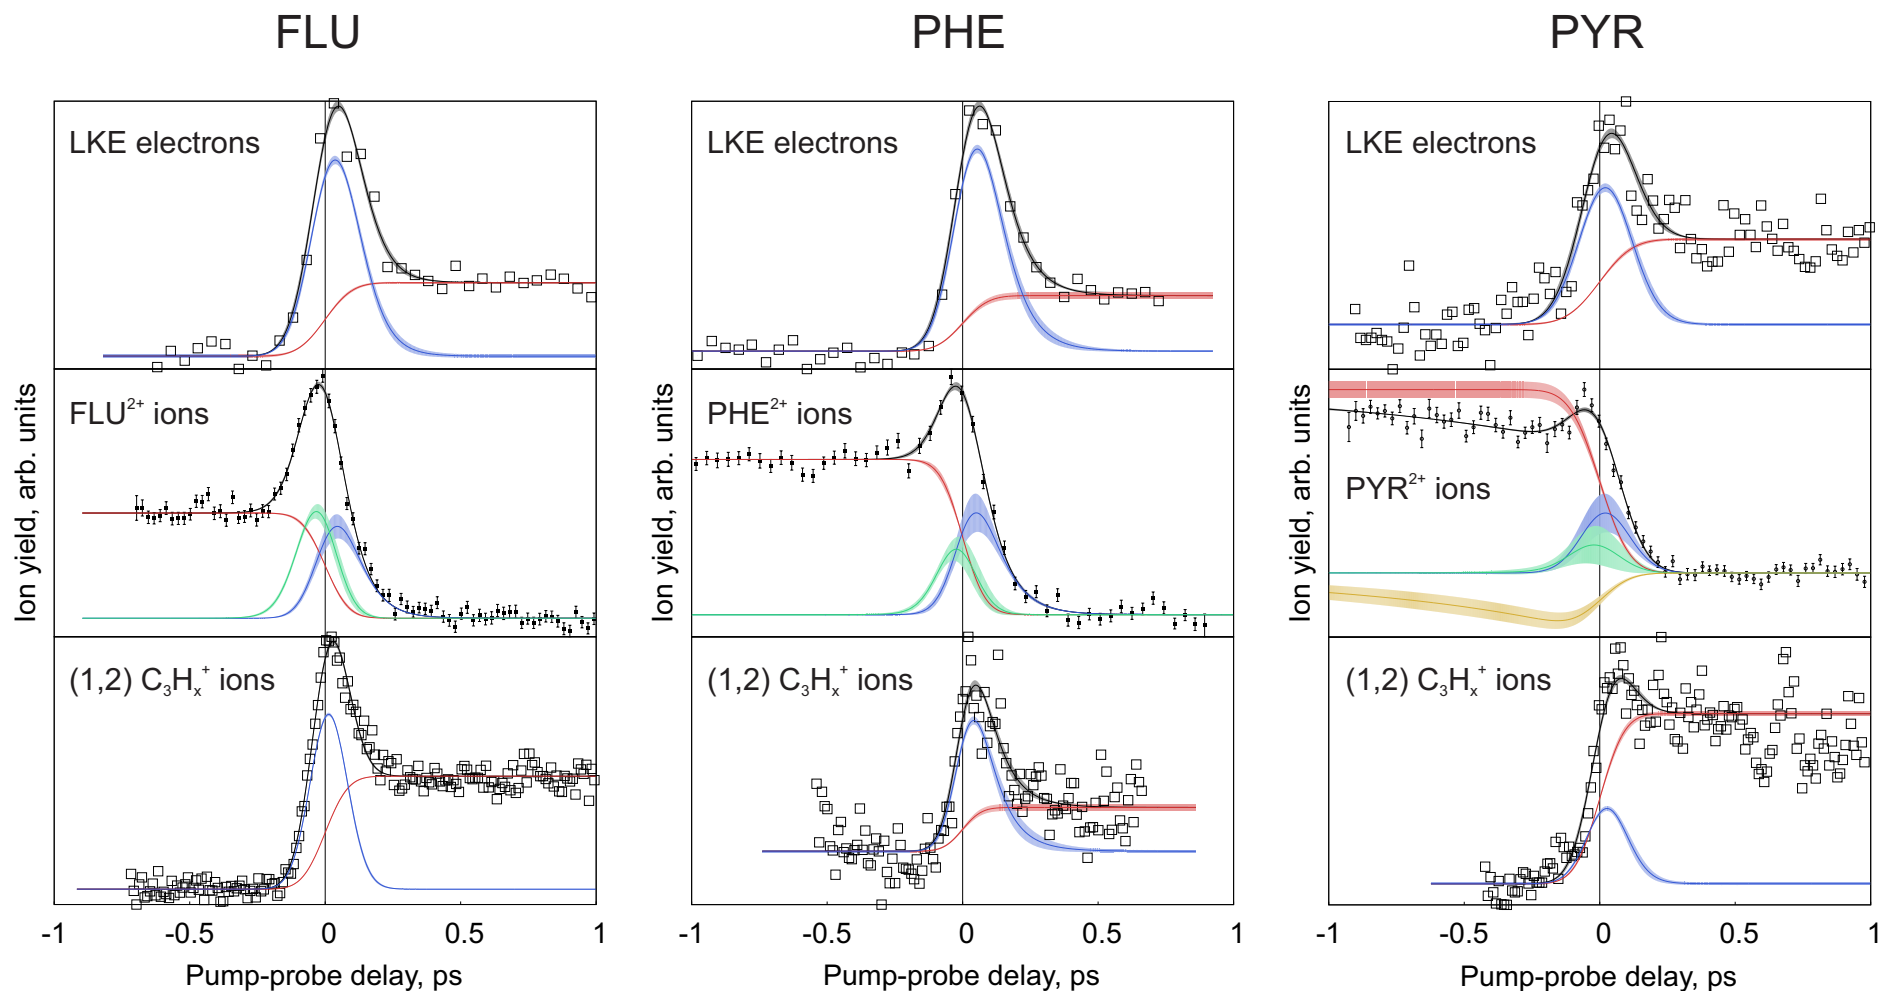 FLU
PHE
PYR
LKE electrons
LKE electrons
LKE electrons
FLU²⁺ ions
PHE²⁺ ions
PYR²⁺ ions
(1,2) C₃Hₓ⁺ ions
(1,2) C₃Hₓ⁺ ions
(1,2) C₃Hₓ⁺ ions
Ion yield, arb. units
Ion yield, arb. units
Ion yield, arb. units
-1 -0.5 0 0.5 1
-1 -0.5 0 0.5 1
-1 -0.5 0 0.5 1
Pump-probe delay, ps
Pump-probe delay, ps
Pump-probe delay, ps